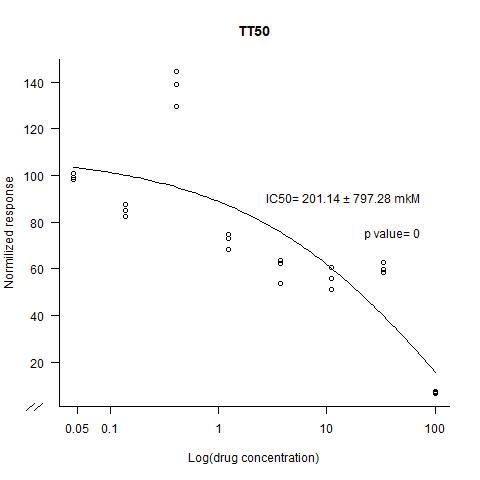 TT50
140
120
100
80
60
40
20
Normilized response
IC50= 201.14 ± 797.28 mkM
p value= 0
0.05 0.1 1 10 100
Log(drug concentration)